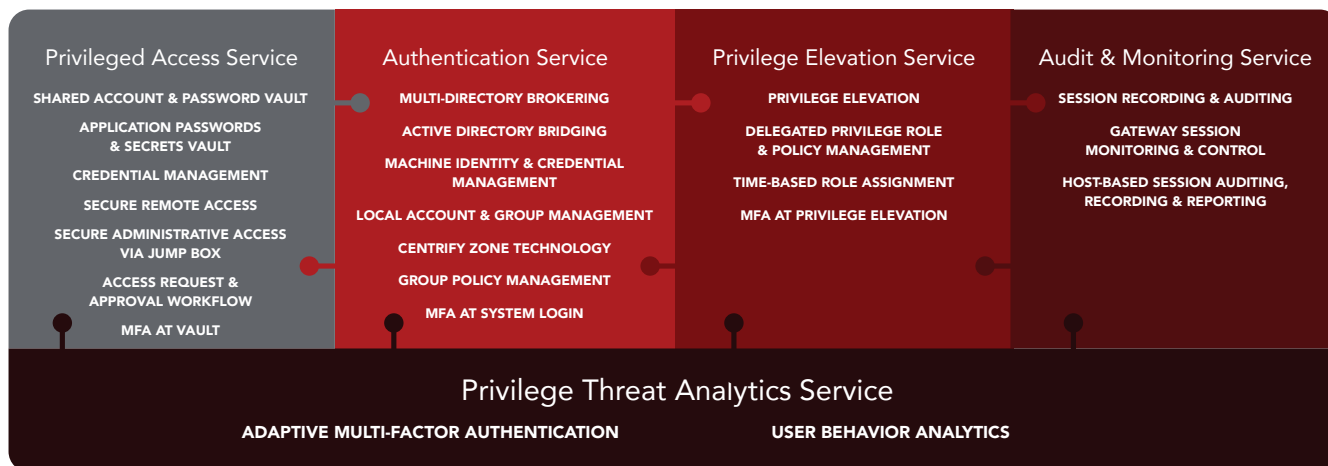 Privileged Access Service
SHARED ACCOUNT & PASSWORD VAULT
APPLICATION PASSWORDS
& SECRETS VAULT
CREDENTIAL MANAGEMENT
SECURE REMOTE ACCESS
SECURE ADMINISTRATIVE ACCESS
VIA JUMP BOX
ACCESS REQUEST &
APPROVAL WORKFLOW
MFA AT VAULT
Authentication Service
MULTI-DIRECTORY BROKERING
ACTIVE DIRECTORY BRIDGING
MACHINE IDENTITY & CREDENTIAL
MANAGEMENT
LOCAL ACCOUNT & GROUP MANAGEMENT
CENTRIFY ZONE TECHNOLOGY
GROUP POLICY MANAGEMENT
MFA AT SYSTEM LOGIN
Privilege Elevation Service
PRIVILEGE ELEVATION
DELEGATED PRIVILEGE ROLE
& POLICY MANAGEMENT
TIME-BASED ROLE ASSIGNMENT
MFA AT PRIVILEGE ELEVATION
Audit & Monitoring Service
SESSION RECORDING & AUDITING
GATEWAY SESSION
MONITORING & CONTROL
HOST-BASED SESSION AUDITING,
RECORDING & REPORTING
Privilege Threat Analytics Service
ADAPTIVE MULTI-FACTOR AUTHENTICATION
USER BEHAVIOR ANALYTICS